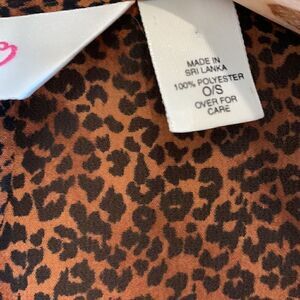 MADE IN
SRI LANKA
100% POLYESTER
O/S
OVER FOR
CARE